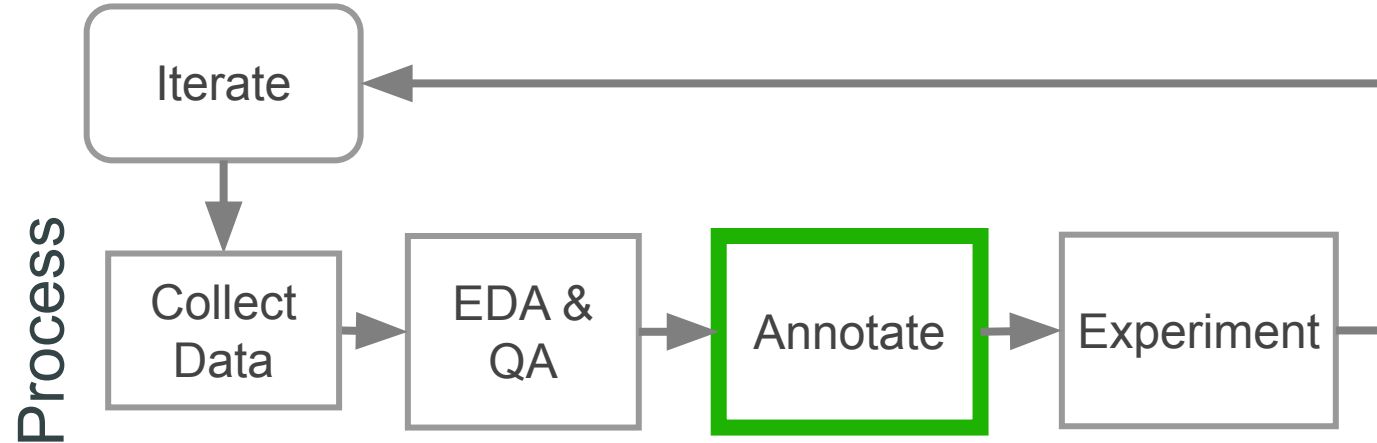 Iterate
Process
Collect
Data
EDA &
QA
Annotate
Experiment